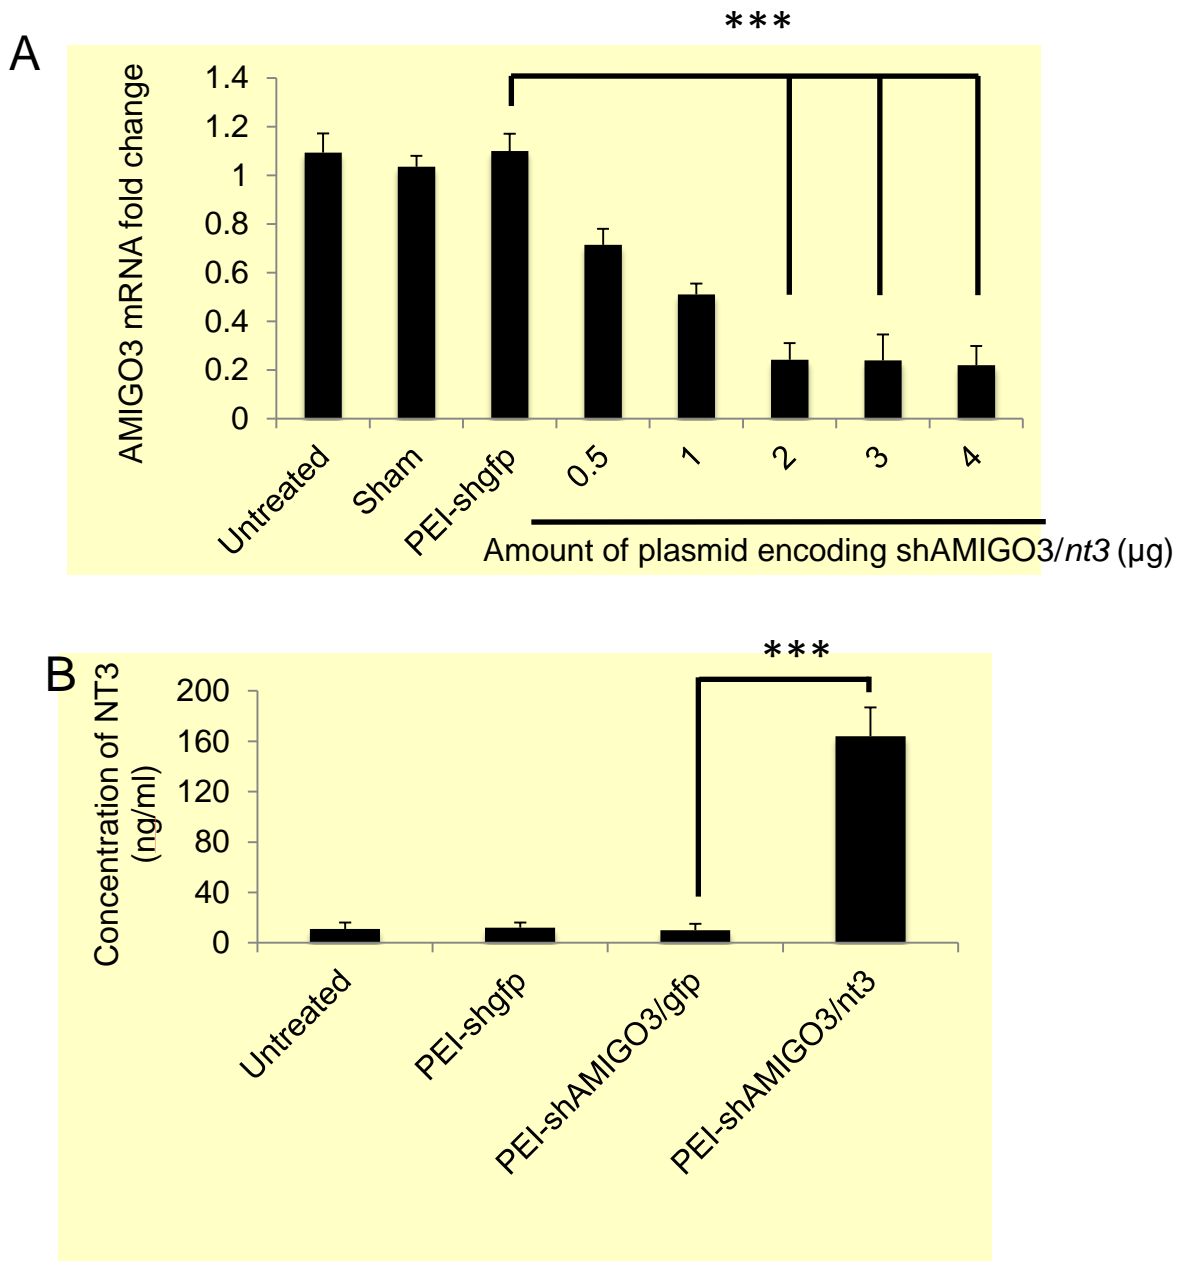 ***
A
AMIGO3 mRNA fold change
1.4
1.2
1
0.8
0.6
0.4
0.2
0
Untreated
Sham
PEI-shgfp
0.5
1
2
3
4
Amount of plasmid encoding shAMIGO3/nt3 (µg)
***
B
Concentration of NT3
(ng/ml)
200
160
120
80
40
0
Untreated
PEI-shgfp
PEI-shAMIGO3/gfp
PEI-shAMIGO3/nt3